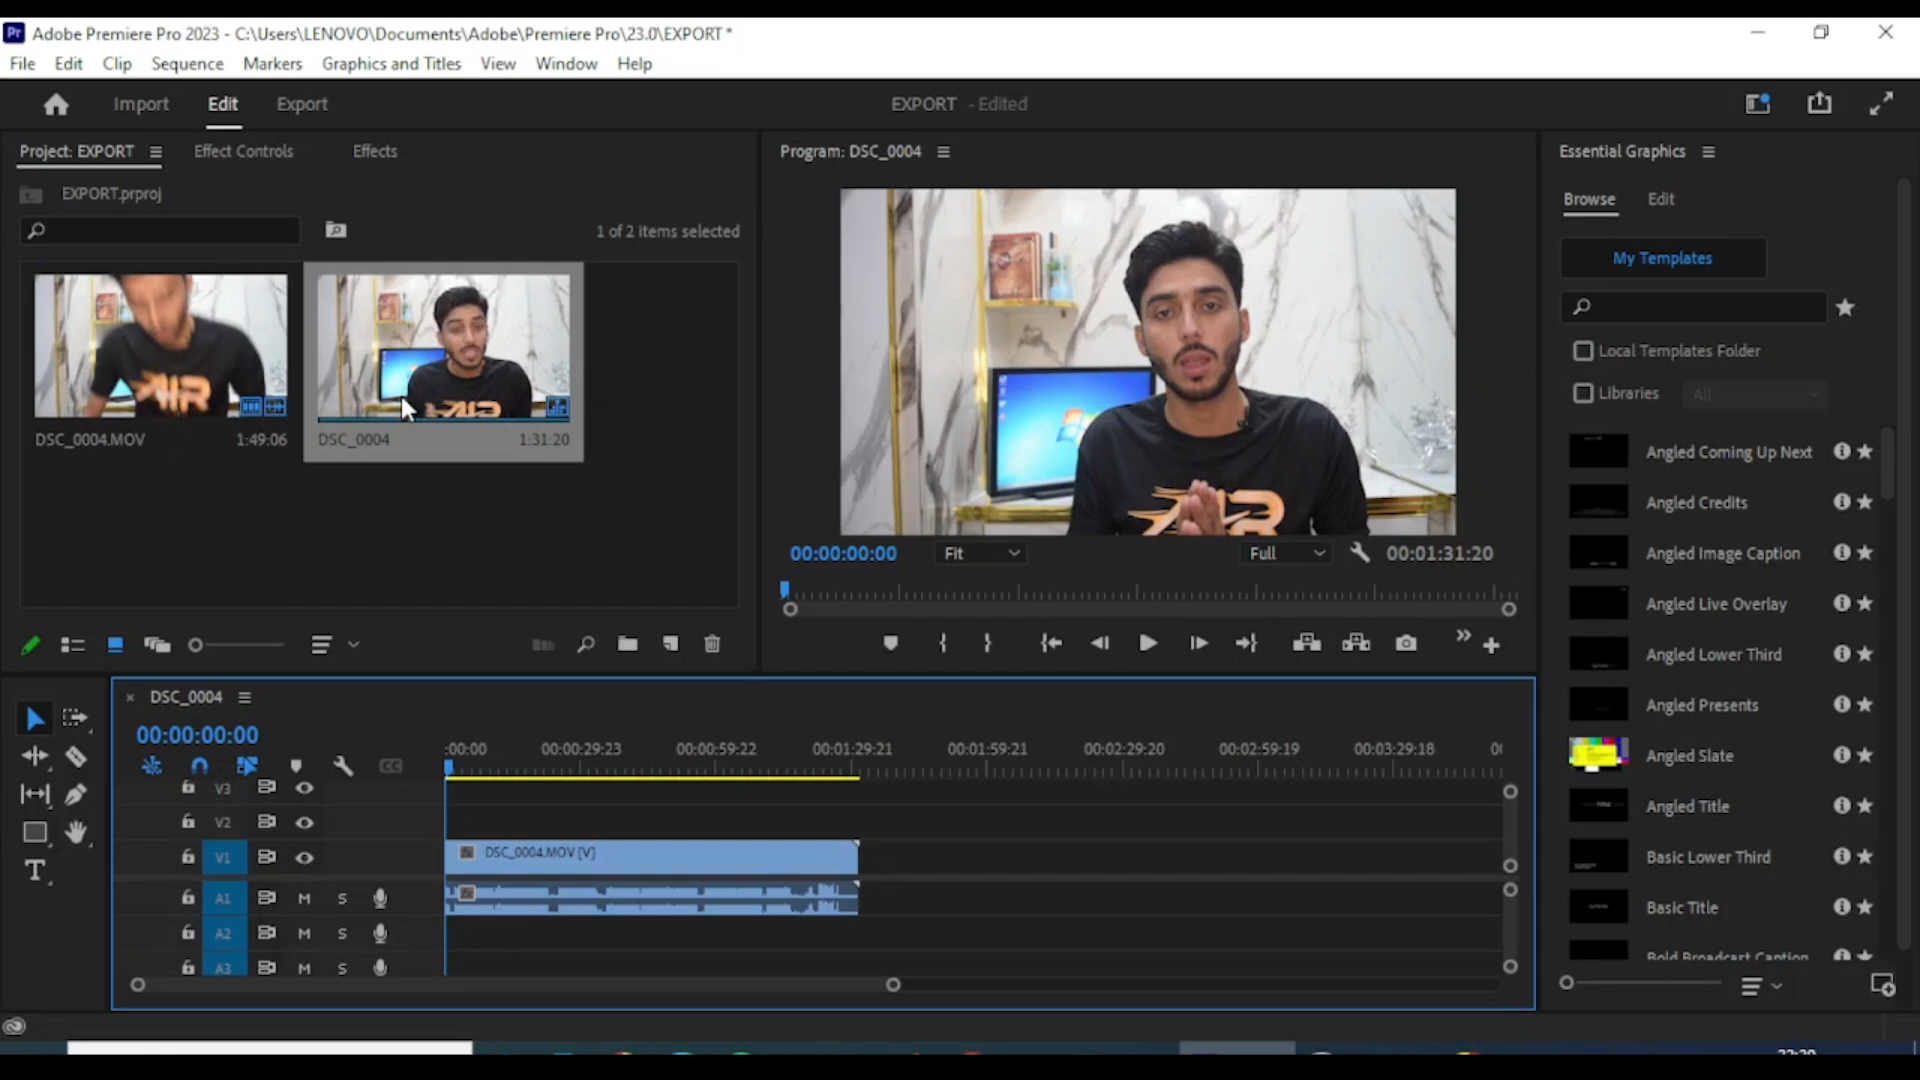 Pr Adobe Premiere Pro 2023 - C:\Users\LENOVO\Documents\Adobe\Premiere Pro\23.0\EXPORT *
File Edit Clip Sequence Markers Graphics and Titles View Window Help
Import Edit Export
EXPORT - Edited
Project: EXPORT Effect Controls Effects
EXPORT.prproj
1 of 2 items selected
DSC_0004.MOV 1:49:06
DSC_0004 1:31:20
Program: DSC_0004
00:00:00:00 Fit Full 00:01:31:20
DSC_0004
00:00:00:00
:00:00 00:00:29:23 00:00:59:22 00:01:29:21 00:01:59:21 00:02:29:20 00:02:59:19 00:03:29:18
V3
V2
V1 DSC_0004.MOV [V]
A1 M S
A2 M S
A3 M S
Essential Graphics
Browse Edit
My Templates
Local Templates Folder
Libraries All
Angled Coming Up Next
Angled Credits
Angled Image Caption
Angled Live Overlay
Angled Lower Third
Angled Presents
Angled Slate
Angled Title
Basic Lower Third
Basic Title
Bold Broadcast Caption